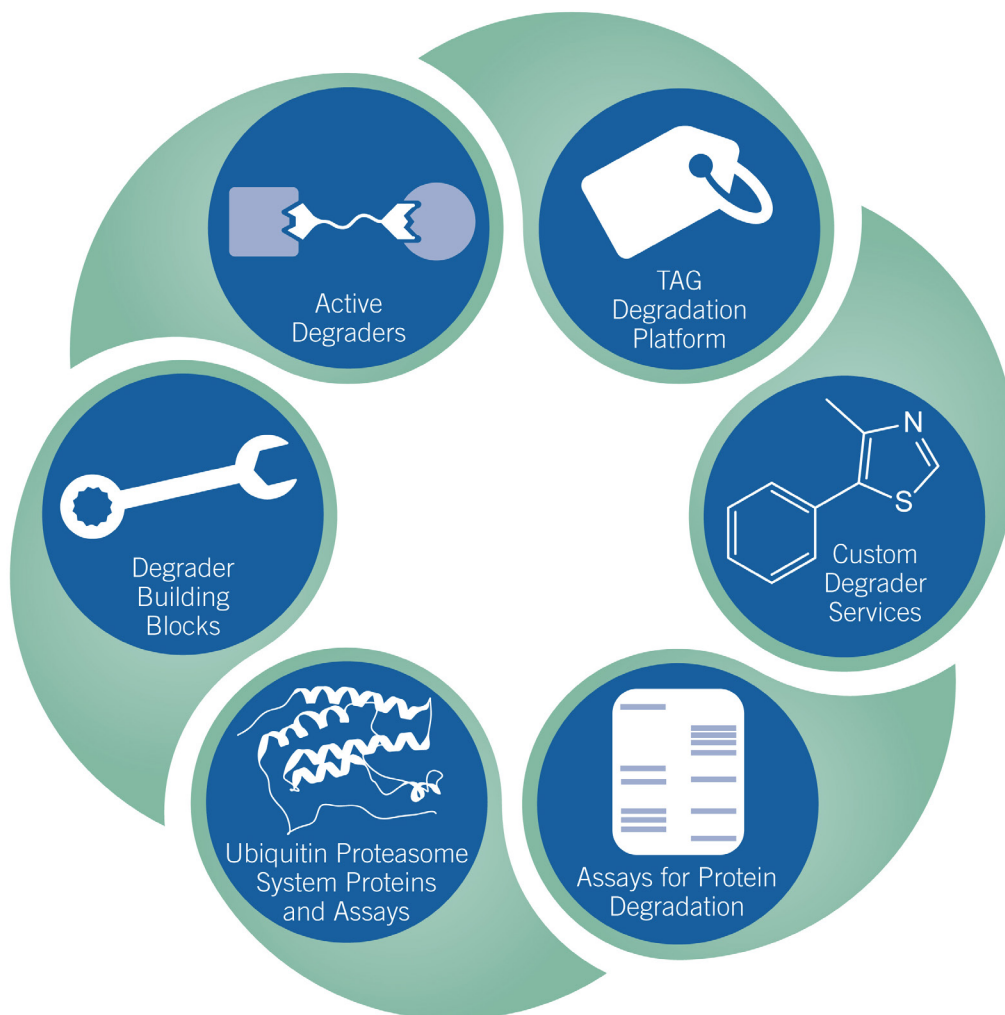 Active
Degraders
TAG
Degradation
Platform
N
S
Custom
Degrader
Services
Assays for Protein
Degradation
Ubiquitin Proteasome
System Proteins
and Assays
Degrader
Building
Blocks